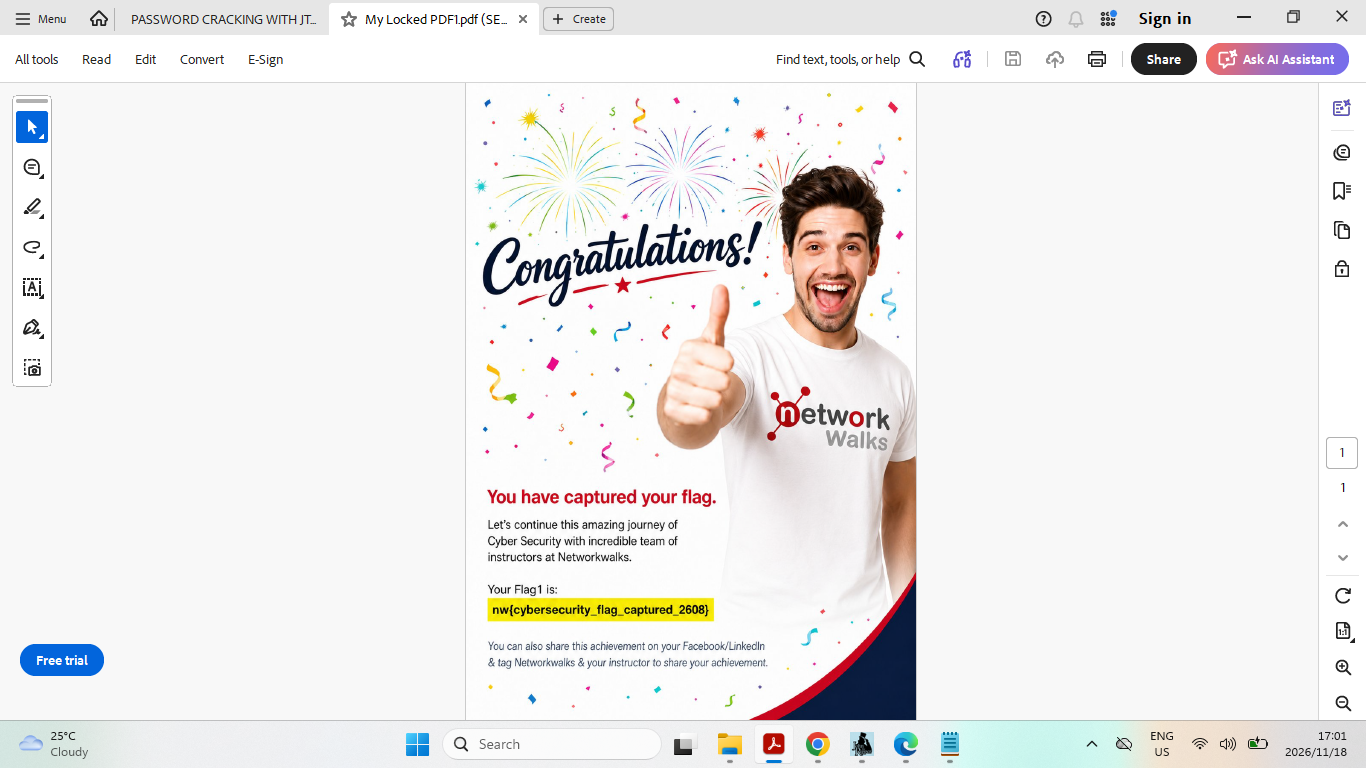 Menu
PASSWORD CRACKING WITH JT...
My Locked PDF1.pdf (SE...
Create
Sign in
All tools
Read
Edit
Convert
E-Sign
Find text, tools, or help
Share
Ask AI Assistant
Congratulations!
network
Walks
You have captured your flag.
Let's continue this amazing journey of
Cyber Security with incredible team of
instructors at Networkwalks.
Your Flag1 is:
nw{cybersecurity_flag_captured_2608}
You can also share this achievement on your Facebook/LinkedIn
& tag Networkwalks & your instructor to share your achievement.
1
1
1:1
Free trial
25°C
Cloudy
Search
ENG
US
17:01
2026/11/18